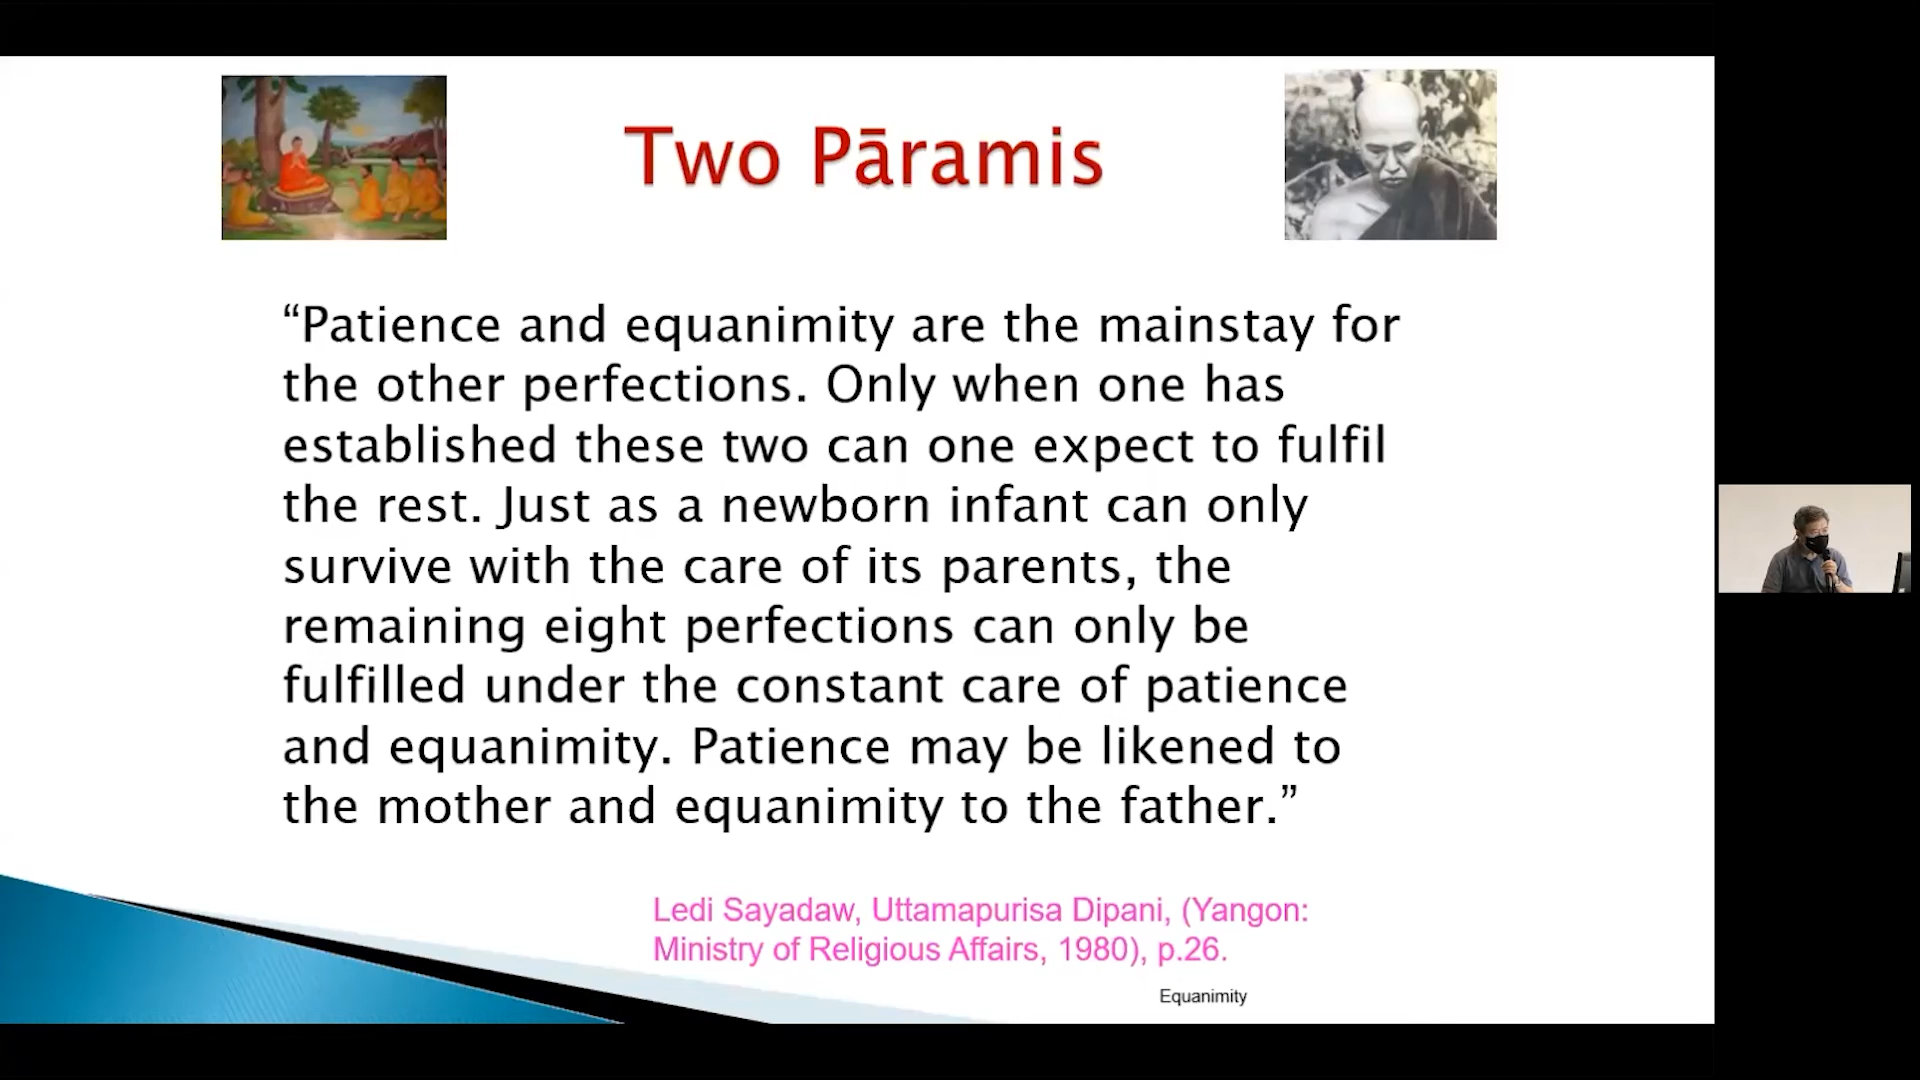 Two Pāramis
“Patience and equanimity are the mainstay for
the other perfections. Only when one has
established these two can one expect to fulfil
the rest. Just as a newborn infant can only
survive with the care of its parents, the
remaining eight perfections can only be
fulfilled under the constant care of patience
and equanimity. Patience may be likened to
the mother and equanimity to the father.”
Ledi Sayadaw, Uttamapurisa Dipani, (Yangon:
Ministry of Religious Affairs, 1980), p.26.
Equanimity